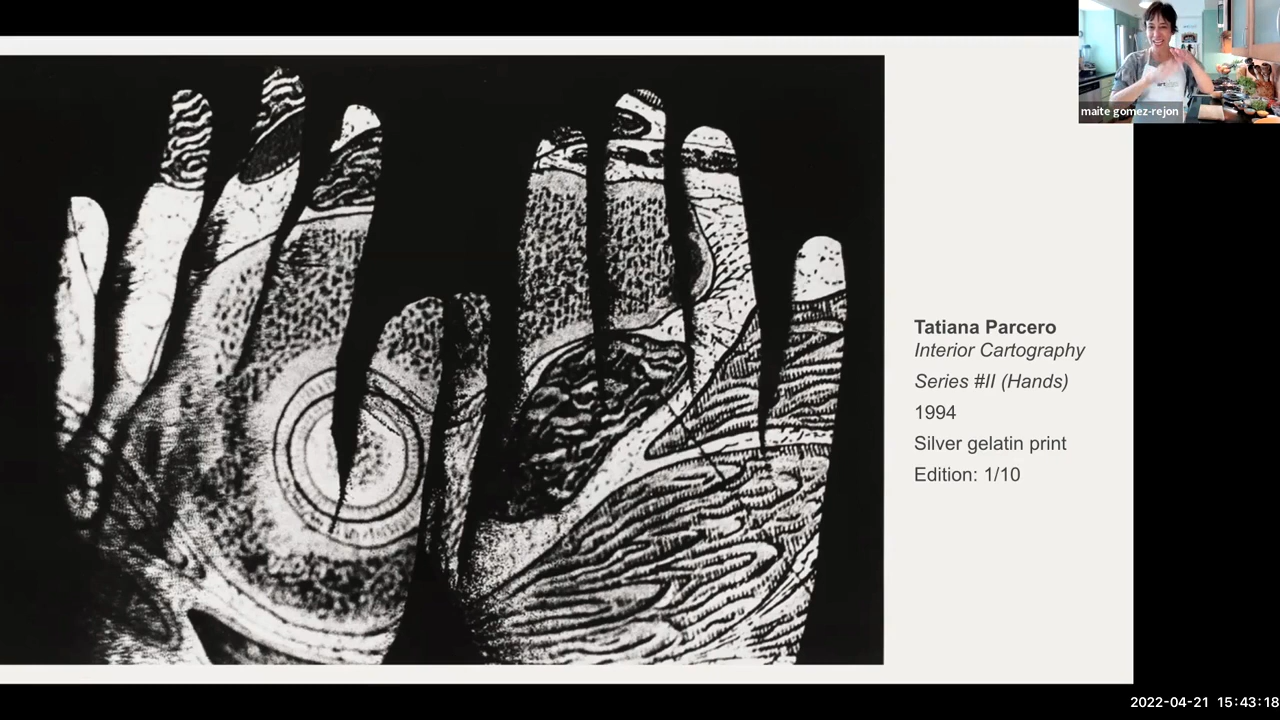 maite gomez-rejon
Tatiana Parcero
Interior Cartography
Series #II (Hands)
1994
Silver gelatin print
Edition: 1/10
2022-04-21 15:43:18